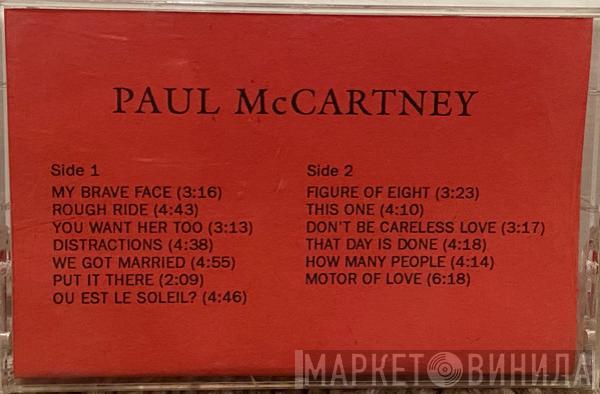 PAUL McCARTNEY
Side 1
MY BRAVE FACE (3:16)
ROUGH RIDE (4:43)
YOU WANT HER TOO (3:13)
DISTRACTIONS (4:38)
WE GOT MARRIED (4:55)
PUT IT THERE (2:09)
OU EST LE SOLEIL? (4:46)
Side 2
FIGURE OF EIGHT (3:23)
THIS ONE (4:10)
DON'T BE CARELESS LOVE (3:17)
THAT DAY IS DONE (4:18)
HOW MANY PEOPLE (4:14)
MOTOR OF LOVE (6:18)
МАРКЕТ ВИНИЛА